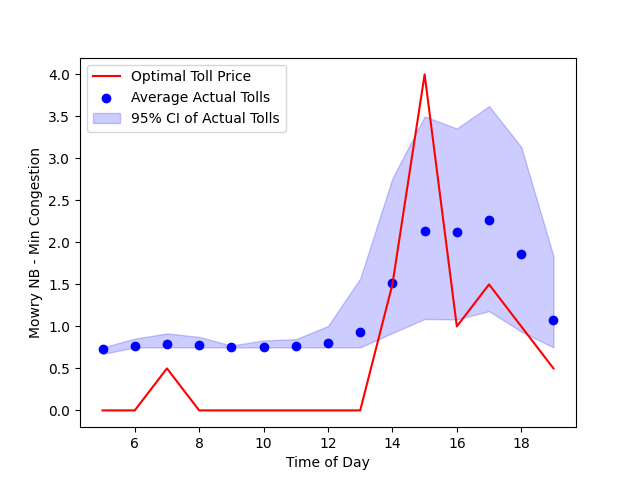 Optimal Toll Price
Average Actual Tolls
95% CI of Actual Tolls
Mowry NB - Min Congestion
4.0
3.5
3.0
2.5
2.0
1.5
1.0
0.5
0.0
6 8 10 12 14 16 18
Time of Day